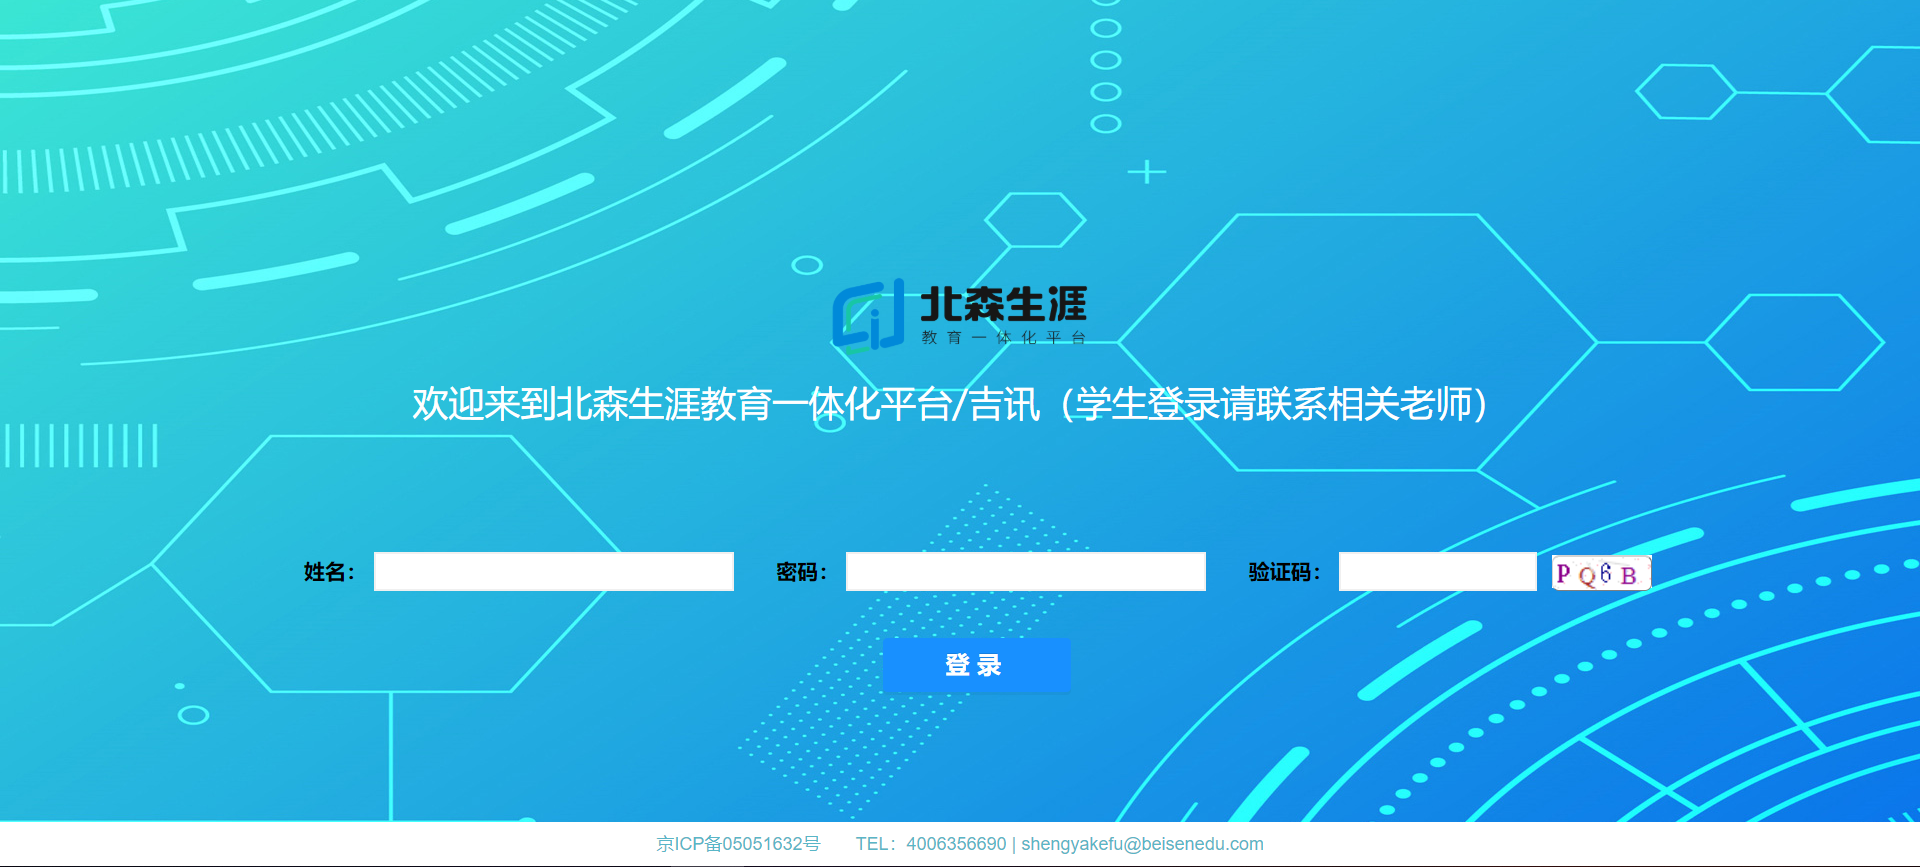 北森生涯
教育一体化平台
欢迎来到北森生涯教育一体化平台/吉讯（学生登录请联系相关老师）
姓名： 密码： 验证码： PQ6B
登 录
京ICP备05051632号 TEL：4006356690 | shengyakefu@beisenedu.com